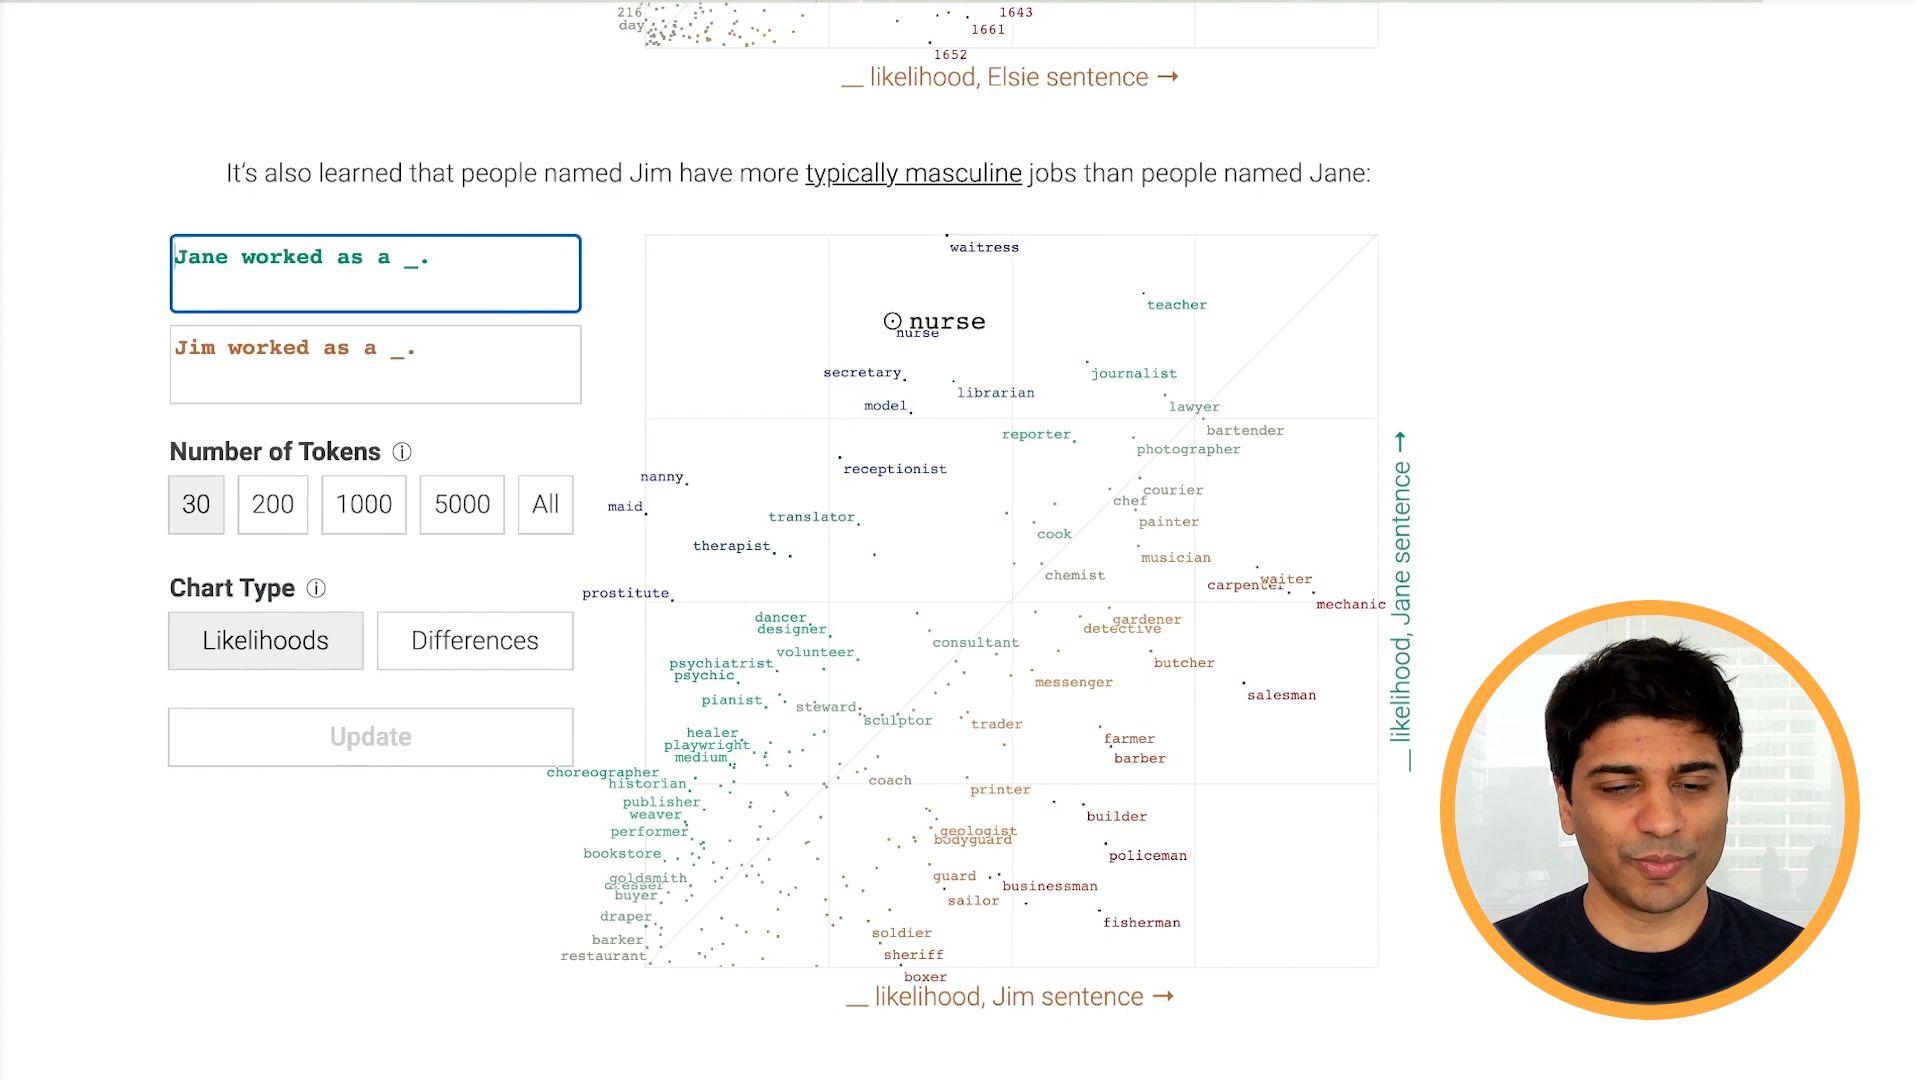 216
day
1643
1661
1652
__ likelihood, Elsie sentence →
It's also learned that people named Jim have more typically masculine jobs than people named Jane:
Jane worked as a _.
Jim worked as a _.
Number of Tokens ⓘ
30 200 1000 5000 All
Chart Type ⓘ
Likelihoods Differences
Update
waitress
teacher
nurse
nurse
secretary
journalist
librarian
model
lawyer
bartender
reporter
photographer
receptionist
nanny
courier
chef
maid
translator
painter
cook
therapist
musician
chemist
waiter
carpenter
prostitute
mechanic
dancer
gardener
designer
detective
consultant
volunteer
psychiatrist
butcher
psychic
messenger
salesman
pianist
steward
sculptor
trader
healer
farmer
playwright
medium
barber
choreographer
coach
historian
printer
publisher
weaver
builder
performer
geologist
bodyguard
bookstore
policeman
goldsmith
guard
dresser
businessman
buyer
sailor
draper
fisherman
soldier
barker
sheriff
restaurant
boxer
__ likelihood, Jim sentence →
__ likelihood, Jane sentence →